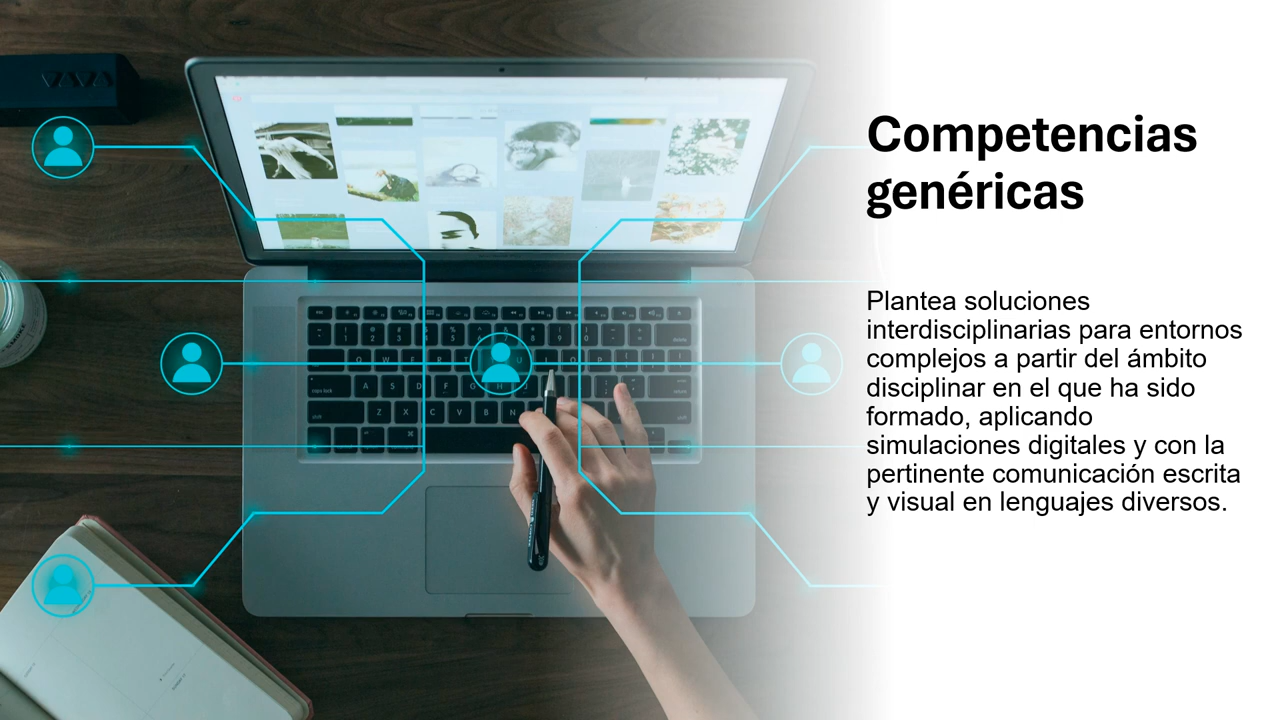 Competencias
genéricas
Plantea soluciones
interdisciplinarias para entornos
complejos a partir del ámbito
disciplinar en el que ha sido
formado, aplicando
simulaciones digitales y con la
pertinente comunicación escrita
y visual en lenguajes diversos.